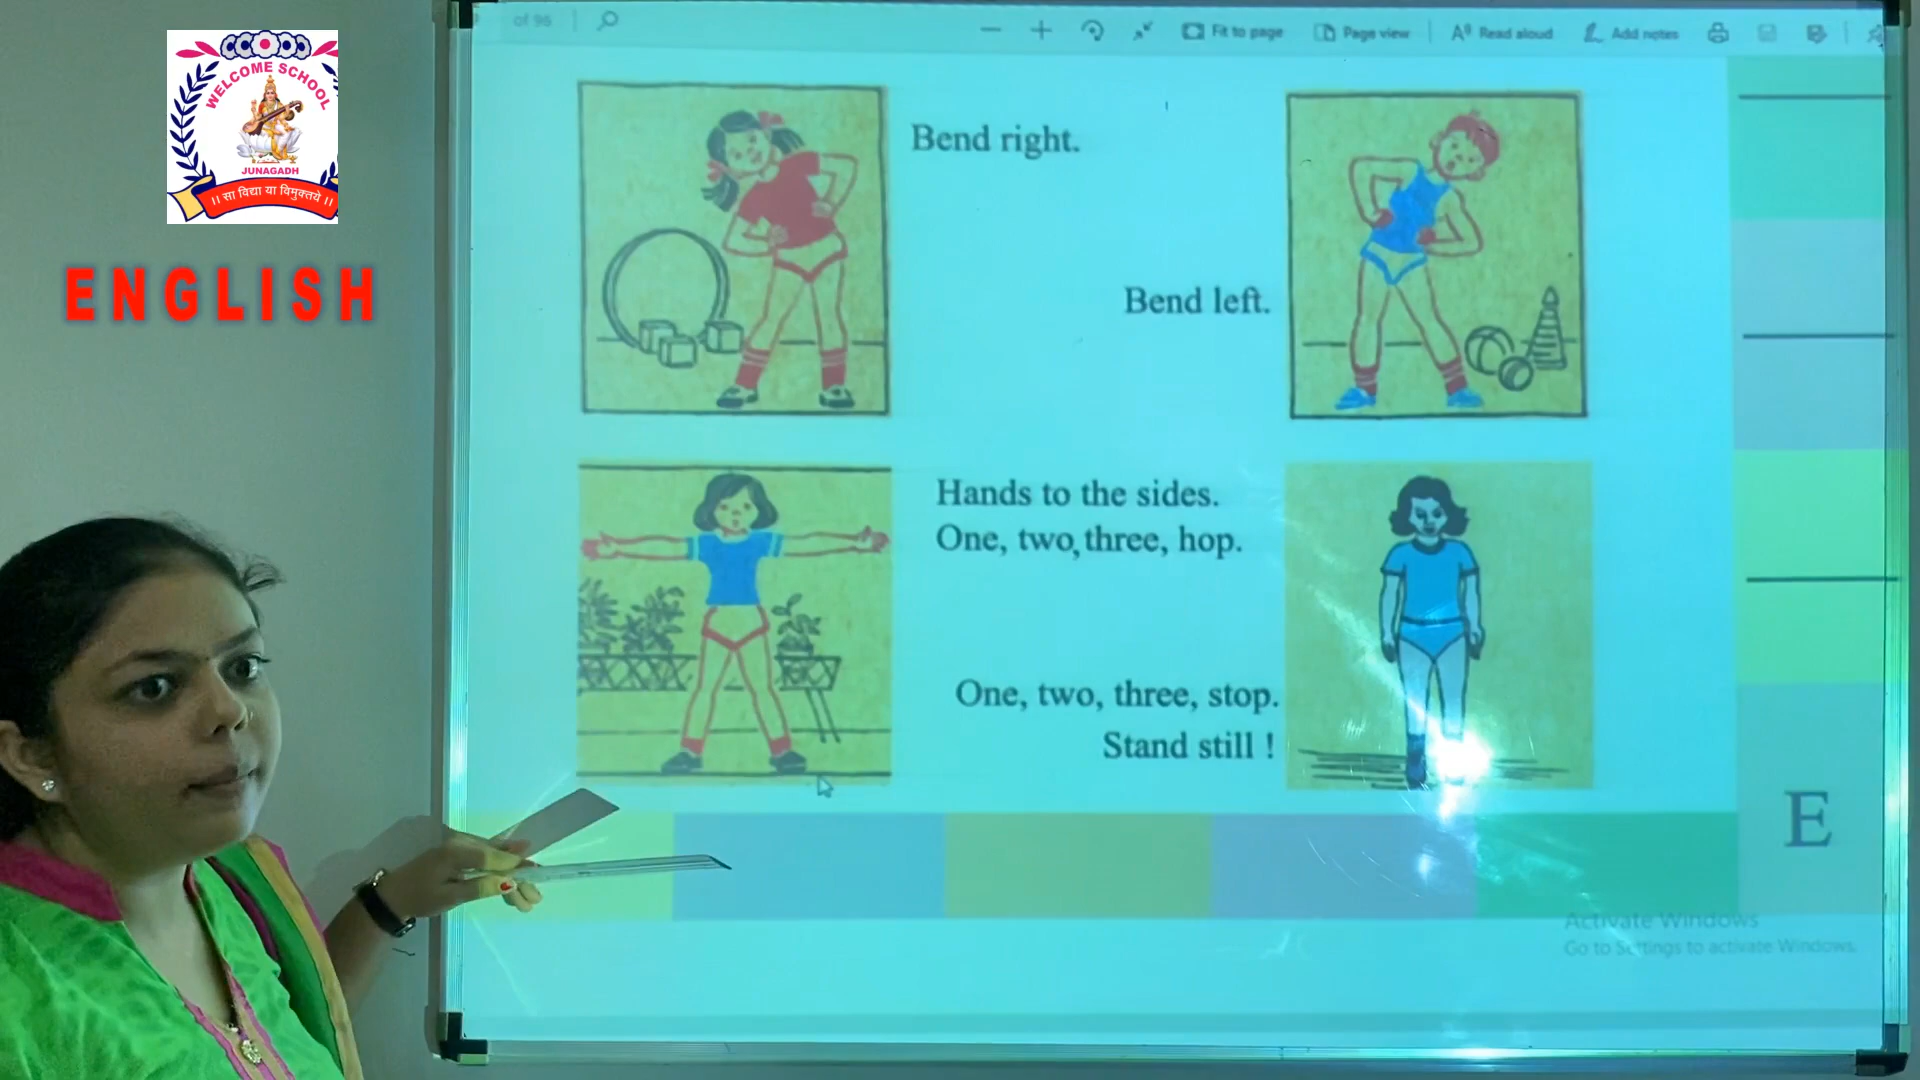 WELCOME SCHOOL
JUNAGADH
।। सा विद्या या विमुक्तये ।।
ENGLISH
of 96
Fit to page
Page view
Read aloud
Add notes
Bend right.
Bend left.
Hands to the sides.
One, two, three, hop.
One, two, three, stop.
Stand still !
E
Activate Windows
Go to Settings to activate Windows.